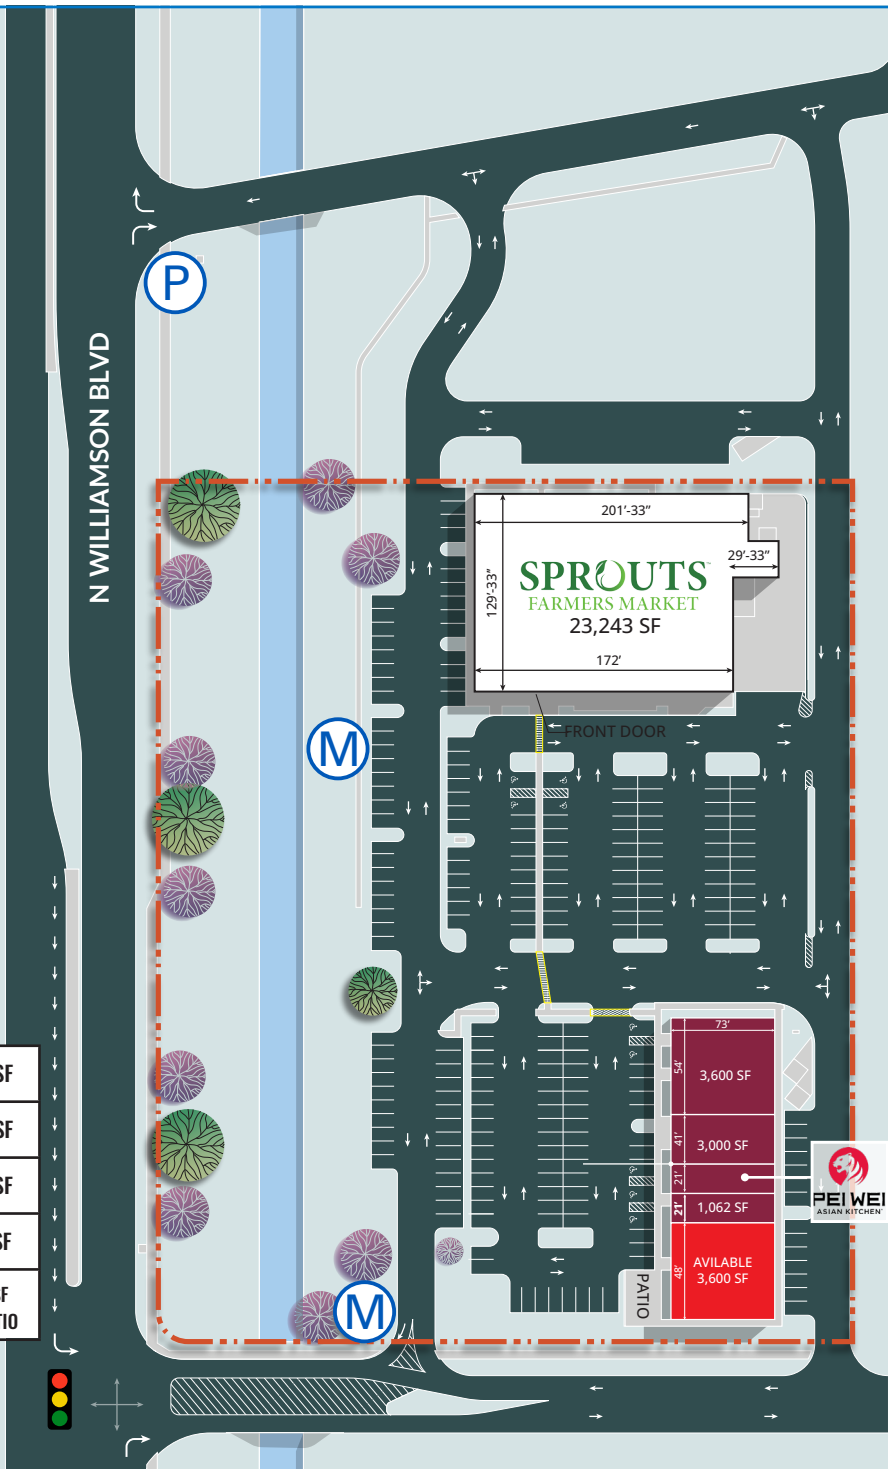 P
N WILLIAMSON BLVD
201'-33"
29'-33"
129'-33"
SPROUTS
FARMERS MARKET
23,243 SF
172'
FRONT DOOR
M
73'
54'
3,600 SF
41'
3,000 SF
21'
PEI WEI
ASIAN KITCHEN
21'
1,062 SF
48'
AVILABLE
3,600 SF
PATIO
M
SF
SF
SF
SF
SF
TIO